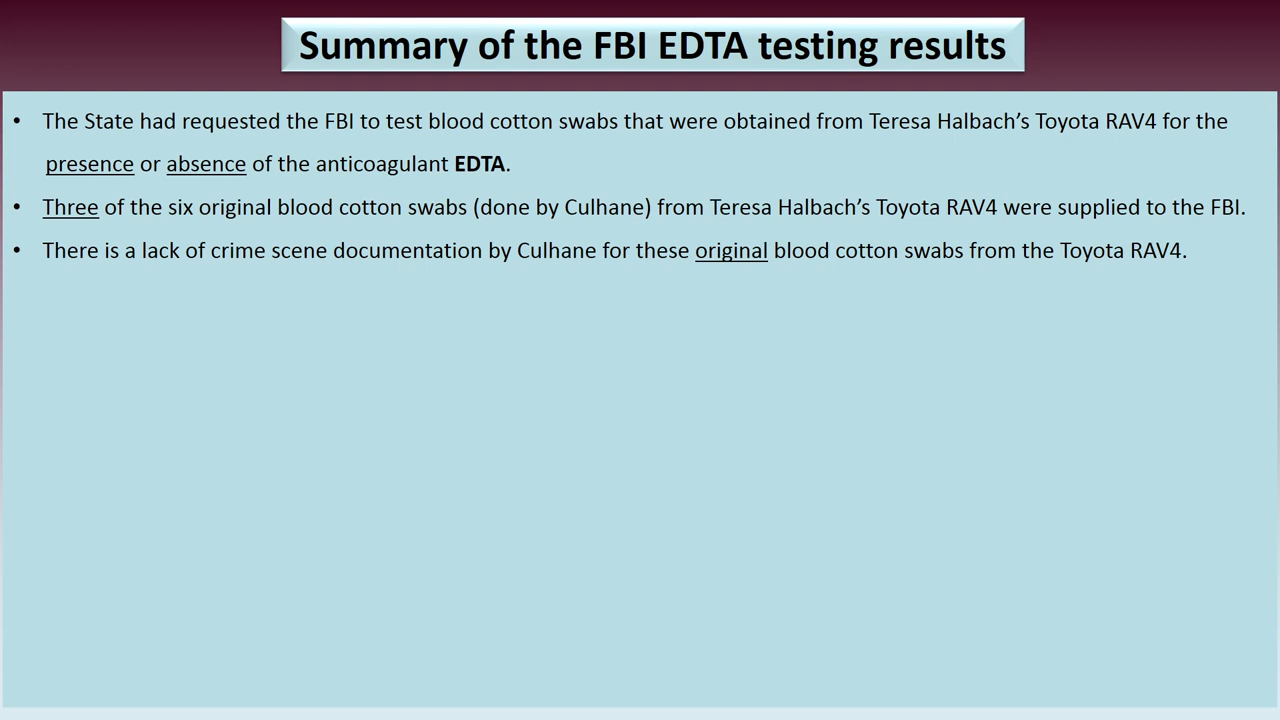 Summary of the FBI EDTA testing results
• The State had requested the FBI to test blood cotton swabs that were obtained from Teresa Halbach’s Toyota RAV4 for the
presence or absence of the anticoagulant EDTA.
• Three of the six original blood cotton swabs (done by Culhane) from Teresa Halbach’s Toyota RAV4 were supplied to the FBI.
• There is a lack of crime scene documentation by Culhane for these original blood cotton swabs from the Toyota RAV4.